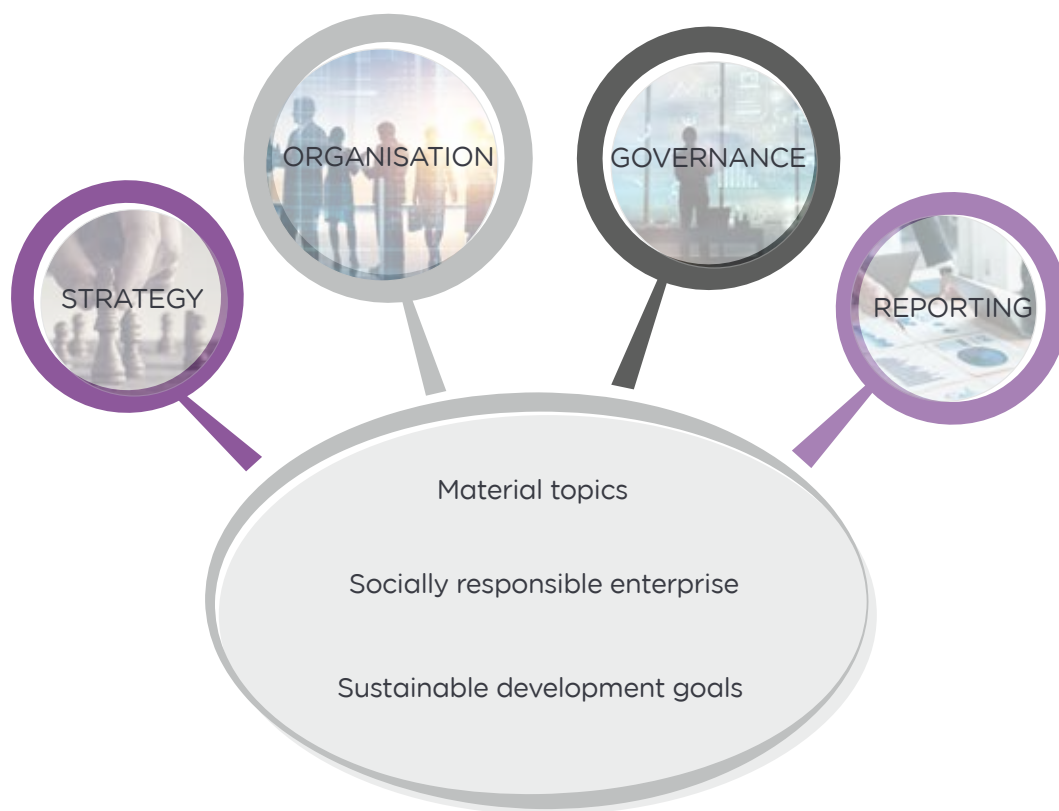 STRATEGY
ORGANISATION
GOVERNANCE
REPORTING
Material topics
Socially responsible enterprise
Sustainable development goals